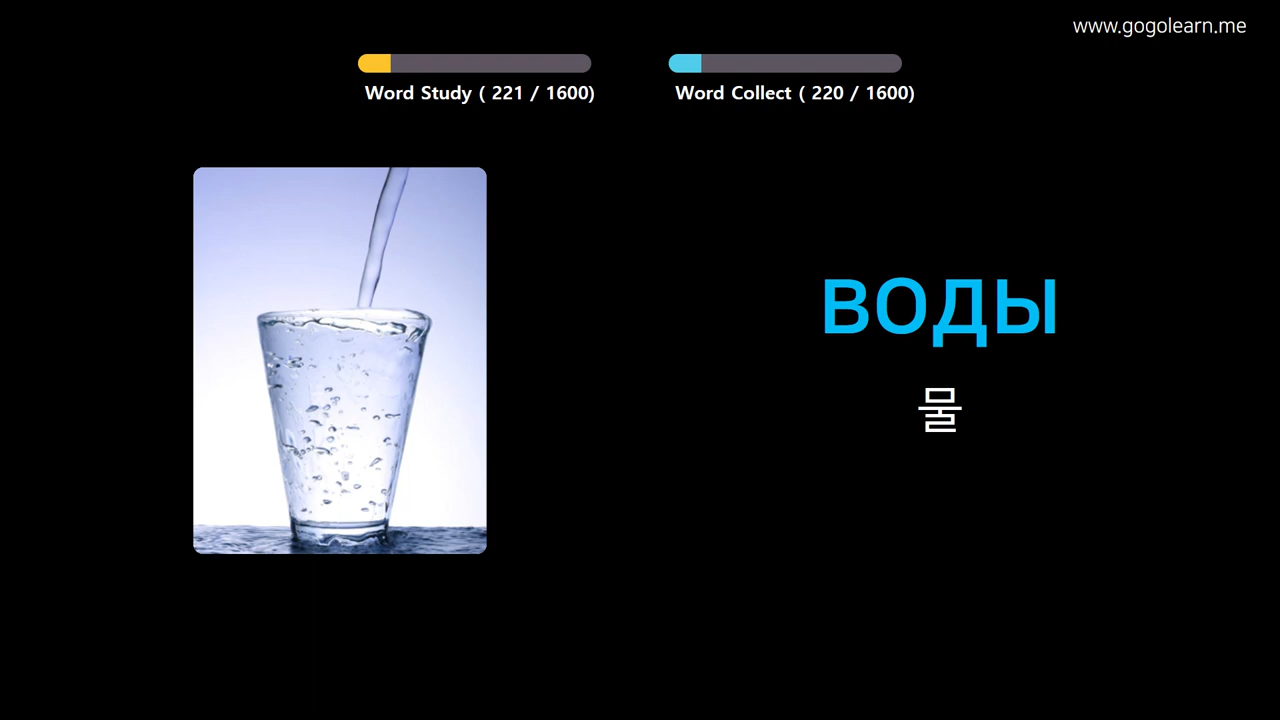 www.gogolearn.me
Word Study ( 221 / 1600)
Word Collect ( 220 / 1600)
воды
물